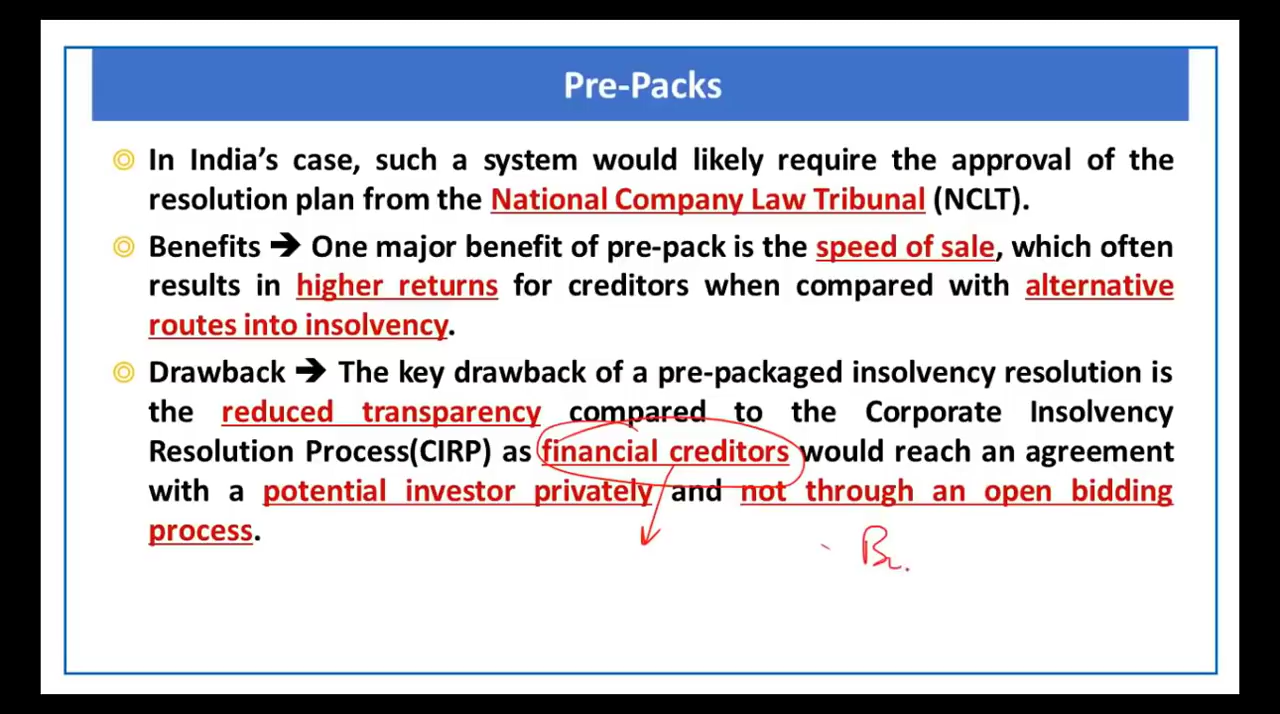 Pre-Packs
In India’s case, such a system would likely require the approval of the
resolution plan from the National Company Law Tribunal (NCLT).
Benefits ➔ One major benefit of pre-pack is the speed of sale, which often
results in higher returns for creditors when compared with alternative
routes into insolvency.
Drawback ➔ The key drawback of a pre-packaged insolvency resolution is
the reduced transparency compared to the Corporate Insolvency
Resolution Process(CIRP) as financial creditors would reach an agreement
with a potential investor privately and not through an open bidding
process.